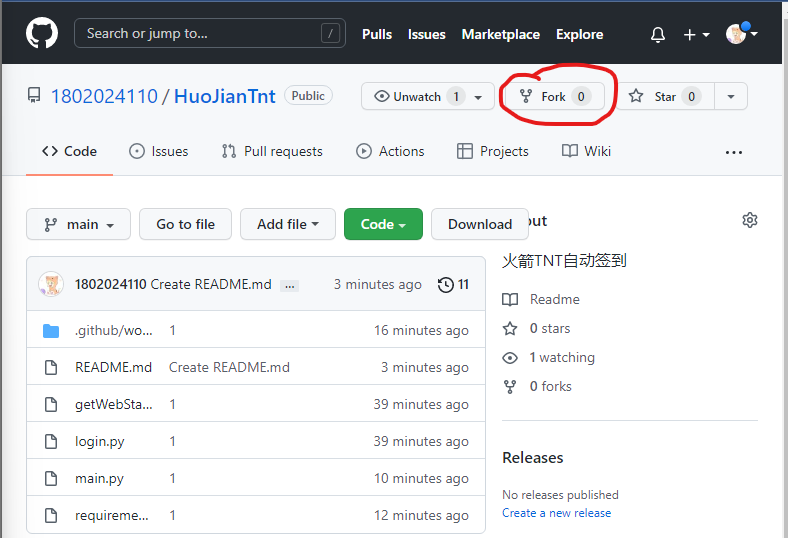 Search or jump to... /
Pulls Issues Marketplace Explore
1802024110 / HuoJianTnt Public
Unwatch 1 Fork 0 Star 0
Code Issues Pull requests Actions Projects Wiki ...
main Go to file Add file Code Download
out
1802024110 Create README.md ... 3 minutes ago 11
.github/wo... 1 16 minutes ago
README.md Create README.md 3 minutes ago
getWebSta... 1 39 minutes ago
login.py 1 39 minutes ago
main.py 1 10 minutes ago
requireme... 1 12 minutes ago
火箭TNT自动签到
Readme
0 stars
1 watching
0 forks
Releases
No releases published
Create a new release